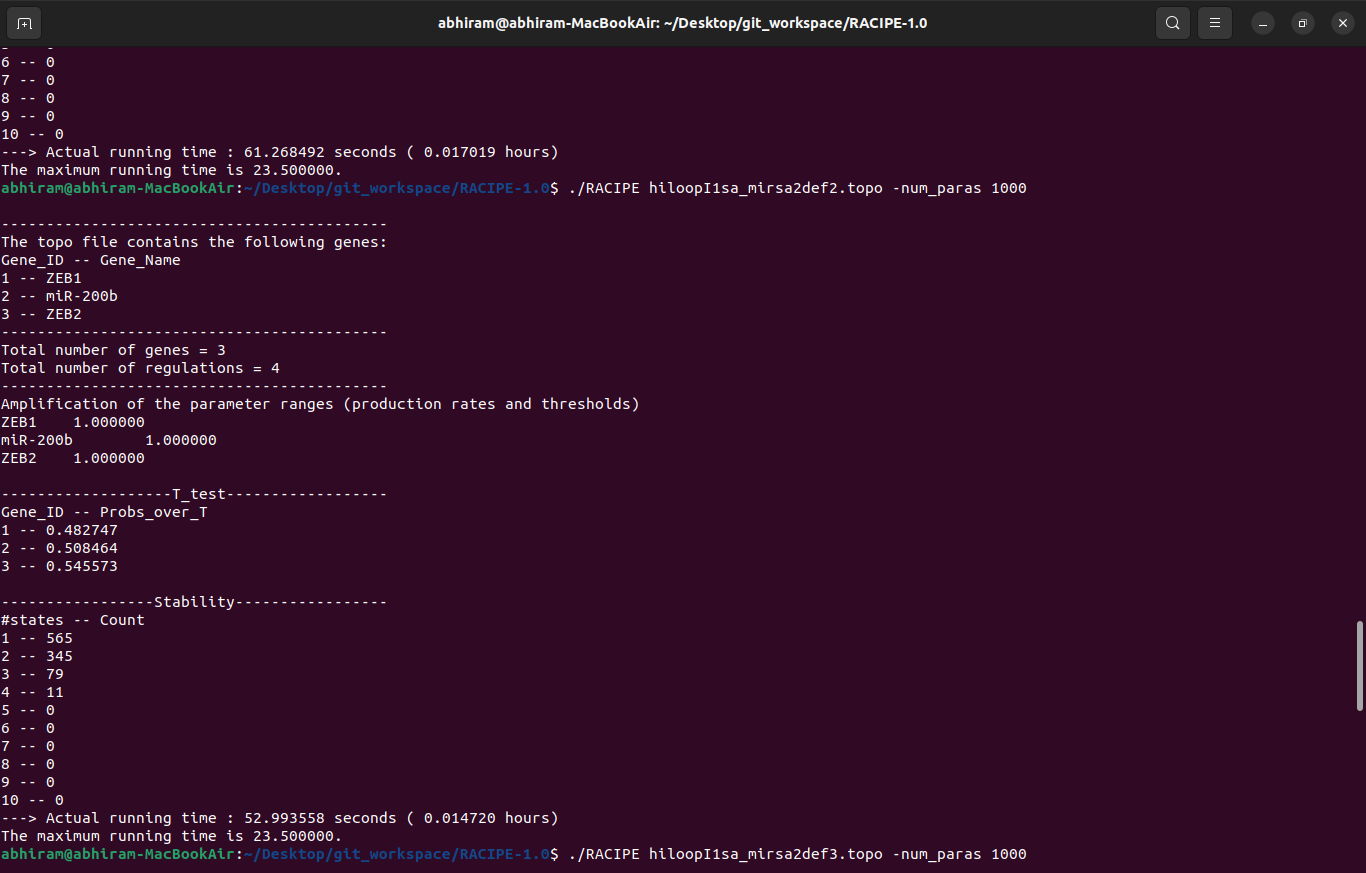 abhiram@abhiram-MacBookAir: ~/Desktop/git_workspace/RACIPE-1.0
6 -- 0
7 -- 0
8 -- 0
9 -- 0
10 -- 0
---> Actual running time : 61.268492 seconds ( 0.017019 hours)
The maximum running time is 23.500000.
abhiram@abhiram-MacBookAir:~/Desktop/git_workspace/RACIPE-1.0$ ./RACIPE hiloopI1sa_mirsa2def2.topo -num_paras 1000
-------------------------------------------
The topo file contains the following genes:
Gene_ID -- Gene_Name
1 -- ZEB1
2 -- miR-200b
3 -- ZEB2
-------------------------------------------
Total number of genes = 3
Total number of regulations = 4
-------------------------------------------
Amplification of the parameter ranges (production rates and thresholds)
ZEB1    1.000000
miR-200b        1.000000
ZEB2    1.000000
-------------------T_test------------------
Gene_ID -- Probs_over_T
1 -- 0.482747
2 -- 0.508464
3 -- 0.545573
-----------------Stability-----------------
#states -- Count
1 -- 565
2 -- 345
3 -- 79
4 -- 11
5 -- 0
6 -- 0
7 -- 0
8 -- 0
9 -- 0
10 -- 0
---> Actual running time : 52.993558 seconds ( 0.014720 hours)
The maximum running time is 23.500000.
abhiram@abhiram-MacBookAir:~/Desktop/git_workspace/RACIPE-1.0$ ./RACIPE hiloopI1sa_mirsa2def3.topo -num_paras 1000